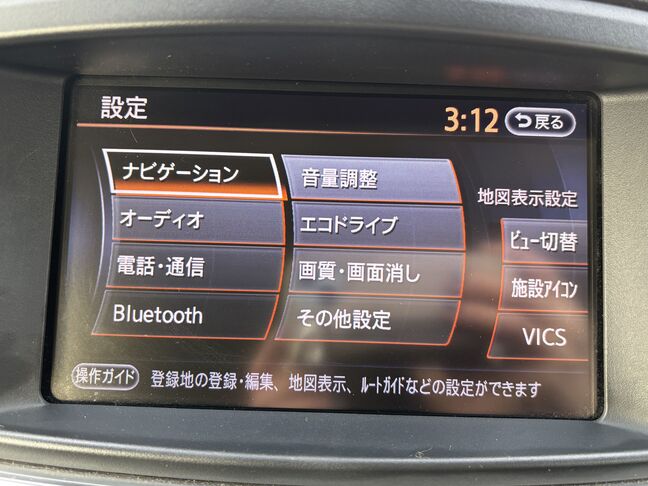 設定
3:12
戻る
ナビゲーション
音量調整
地図表示設定
オーディオ
エコドライブ
ﾋﾞｭｰ切替
電話・通信
画質・画面消し
施設ｱｲｺﾝ
Bluetooth
その他設定
VICS
操作ガイド
登録地の登録・編集、地図表示、ﾙｰﾄｶﾞｲﾄﾞなどの設定ができます